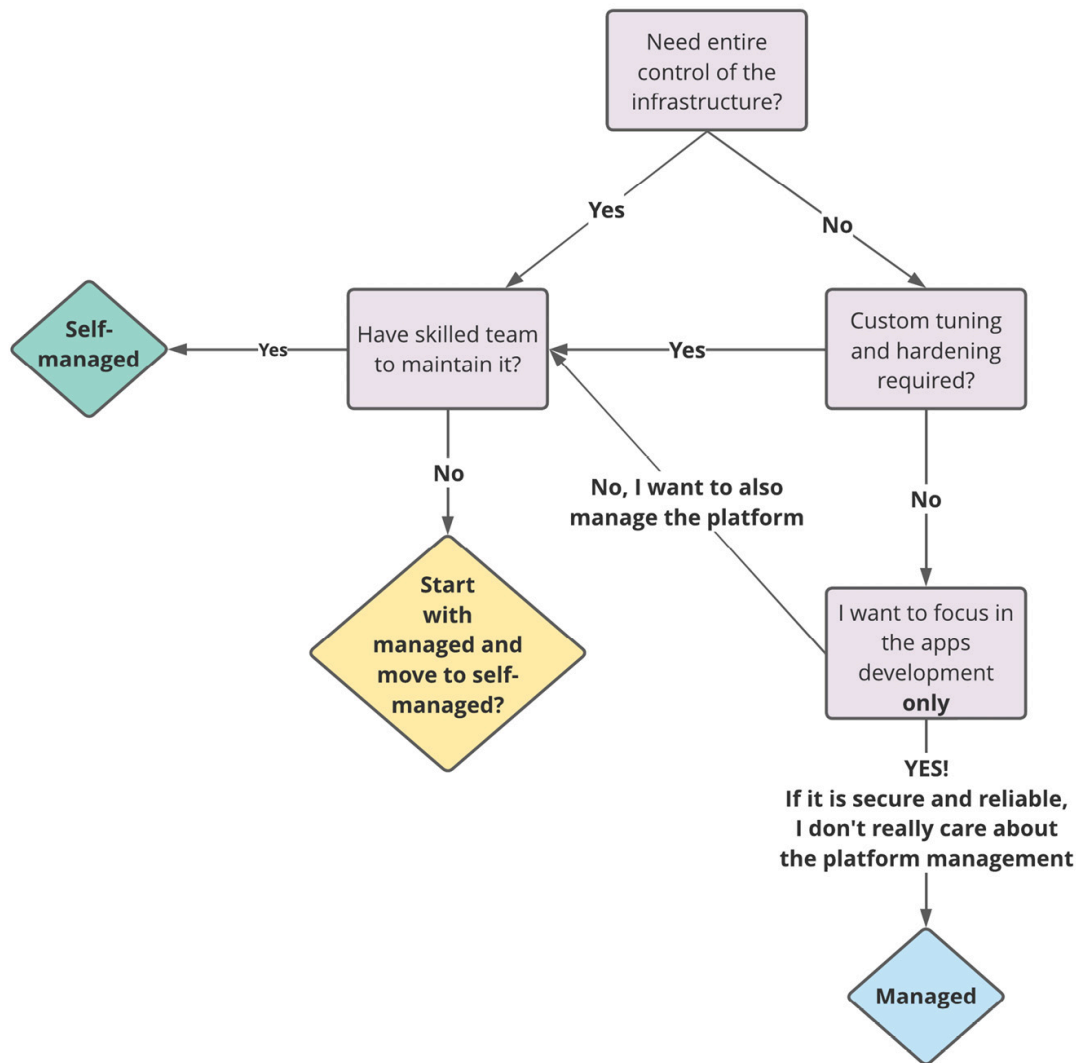 Need entire
control of the
infrastructure?
Yes
No
Self-
managed
Yes
Have skilled team
to maintain it?
Yes
Custom tuning
and hardening
required?
No
No, I want to also
manage the platform
No
Start
with
managed and
move to self-
managed?
I want to focus in
the apps
development
only
YES!
If it is secure and reliable,
I don't really care about
the platform management
Managed